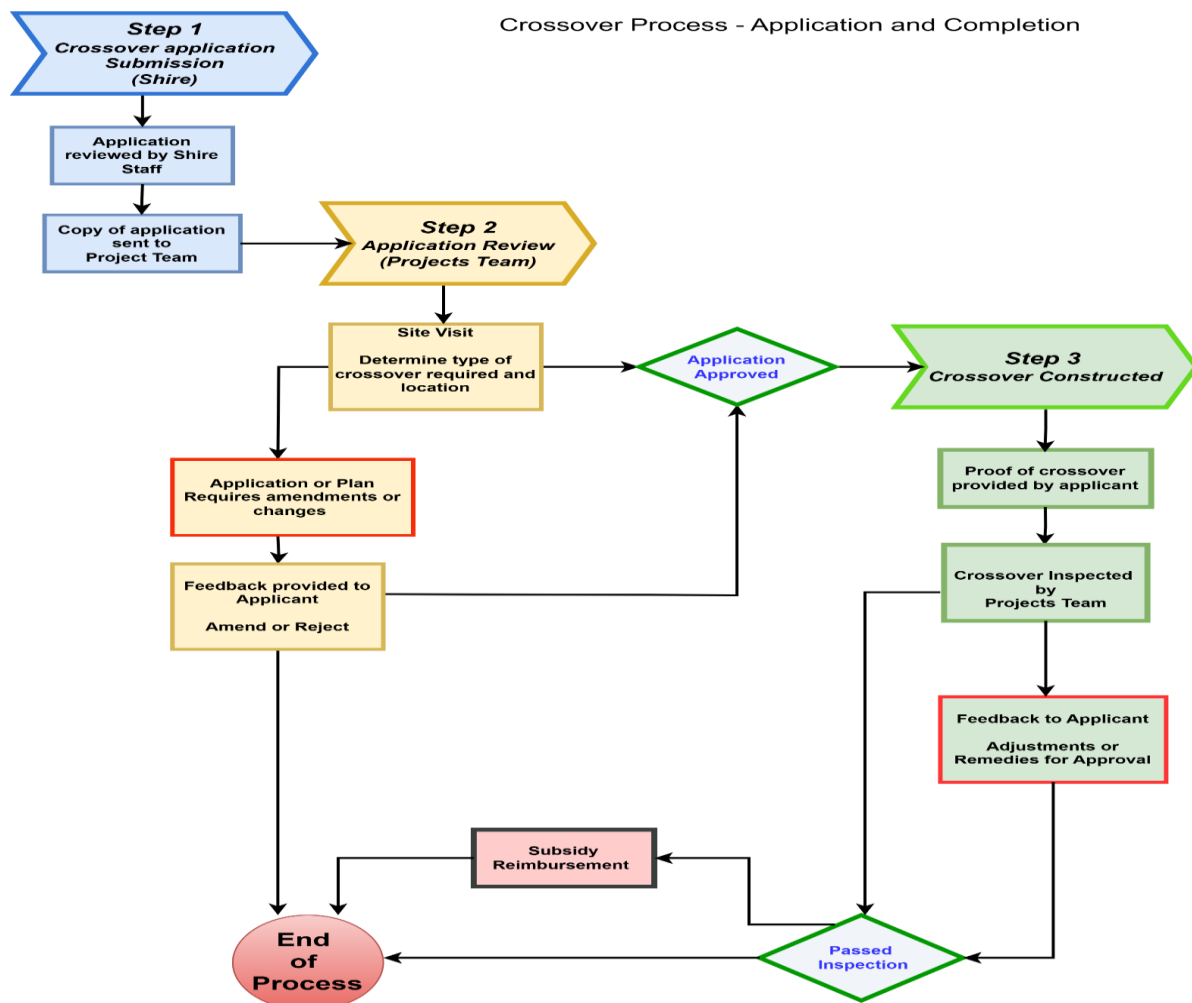 Crossover Process - Application and Completion
Step 1
Crossover application
Submission
(Shire)
Application
reviewed by Shire
Staff
Copy of application
sent to
Project Team
Step 2
Application Review
(Projects Team)
Site Visit
Determine type of
crossover required and
location
Application
Approved
Step 3
Crossover Constructed
Application or Plan
Requires amendments or
changes
Feedback provided to
Applicant
Amend or Reject
Proof of crossover
provided by applicant
Crossover Inspected
by
Projects Team
Feedback to Applicant
Adjustments or
Remedies for Approval
Subsidy
Reimbursement
Passed
Inspection
End
of
Process